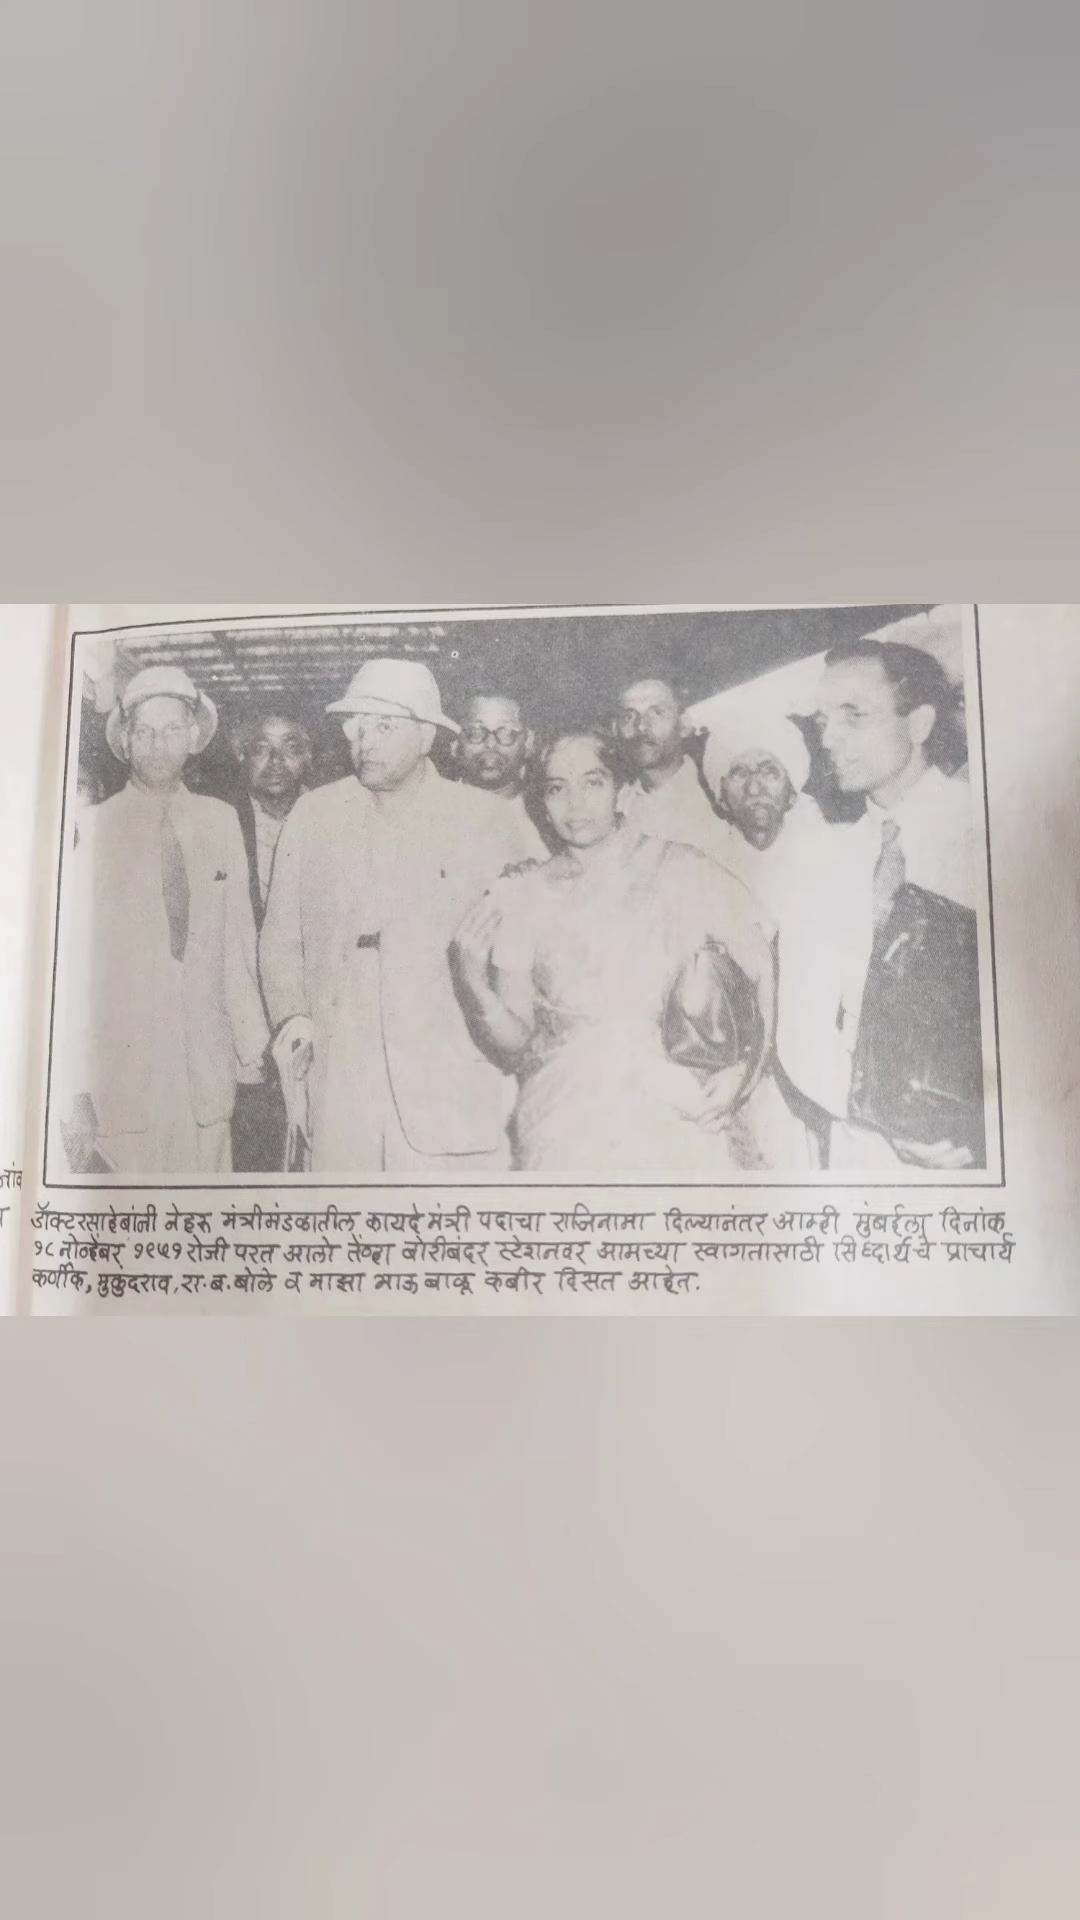 डॉक्टरसाहेबांनी नेहरू मंत्रीमंडळातील कायदे मंत्री पदाचा राजिनामा दिल्यानंतर आम्ही मुंबईला दिनांक
१८ नोव्हेंबर १९५१ रोजी परत आलो तेंव्हा बोरीबंदर स्टेशनवर आमच्या स्वागतासाठी सिध्दार्थचे प्राचार्य
कर्णीक, मुकुंदराव, रा. ब. बोले व माझा भाऊ बाळू कबीर दिसत आहेत.